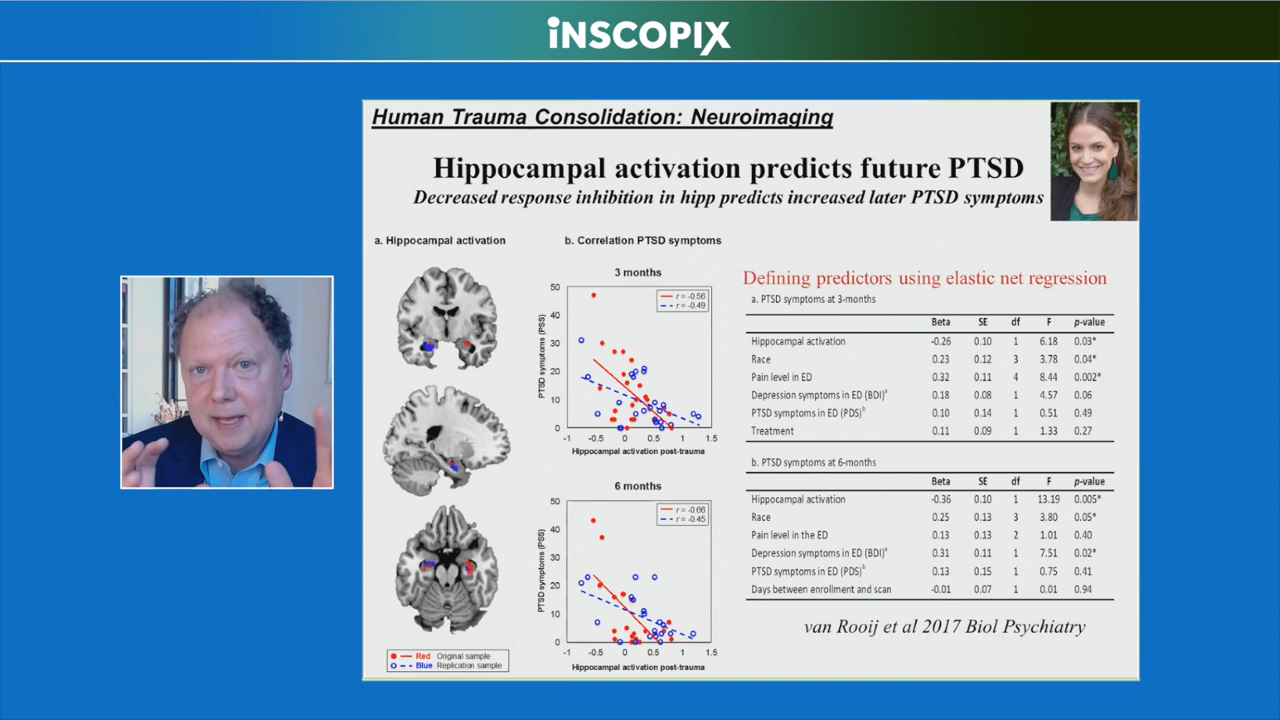 iNSCOPIX
Human Trauma Consolidation: Neuroimaging
Hippocampal activation predicts future PTSD
Decreased response inhibition in hipp predicts increased later PTSD symptoms
a. Hippocampal activation
b. Correlation PTSD symptoms
3 months
r = -0.56
r = -0.49
PTSD symptoms (PSS)
50
40
30
20
10
0
-1 -0.5 0 0.5 1 1.5
Hippocampal activation post-trauma
6 months
r = -0.66
r = -0.45
PTSD symptoms (PSS)
50
40
30
20
10
0
-1 -0.5 0 0.5 1 1.5
Hippocampal activation post-trauma
Red Original sample
Blue Replication sample
Defining predictors using elastic net regression
a. PTSD symptoms at 3-months
Beta SE df F p-value
Hippocampal activation -0.26 0.10 1 6.18 0.03*
Race 0.23 0.12 3 3.78 0.04*
Pain level in ED 0.32 0.11 4 8.44 0.002*
Depression symptoms in ED (BDI)a 0.18 0.08 1 4.57 0.06
PTSD symptoms in ED (PDS)b 0.10 0.14 1 0.51 0.49
Treatment 0.11 0.09 1 1.33 0.27
b. PTSD symptoms at 6-months
Beta SE df F p-value
Hippocampal activation -0.36 0.10 1 13.19 0.005*
Race 0.25 0.13 3 3.80 0.05*
Pain level in the ED 0.13 0.13 2 1.01 0.40
Depression symptoms in ED (BDI)a 0.31 0.11 1 7.51 0.02*
PTSD symptoms in ED (PDS)b 0.13 0.15 1 0.75 0.41
Days between enrollment and scan -0.01 0.07 1 0.01 0.94
van Rooij et al 2017 Biol Psychiatry